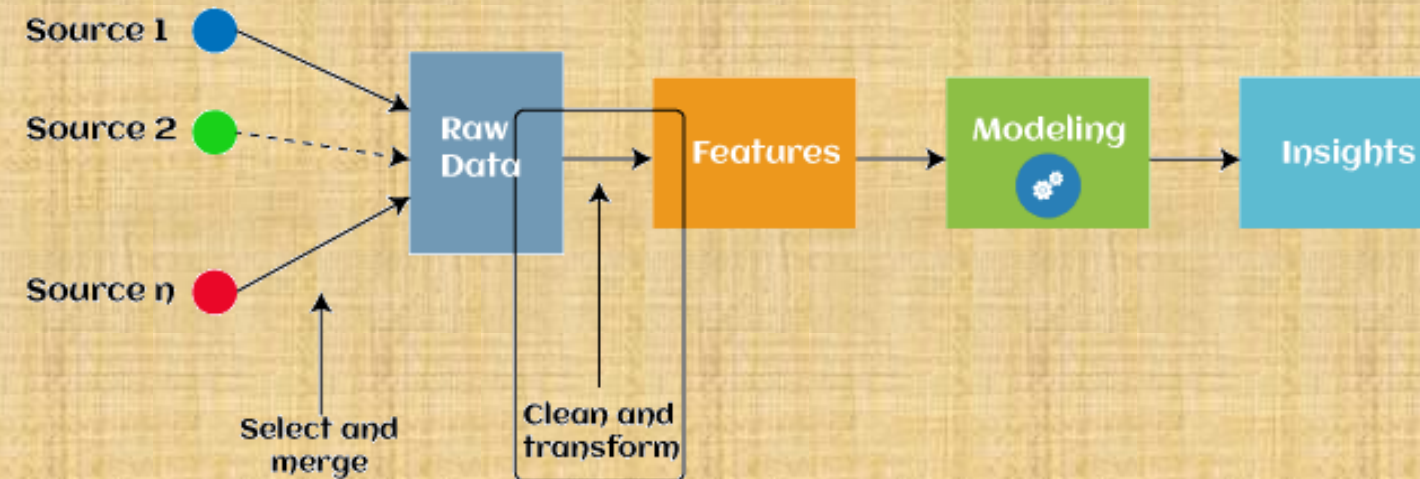 Source 1
Source 2
Source n
Select and
merge
Raw
Data
Clean and
transform
Features
Modeling
Insights